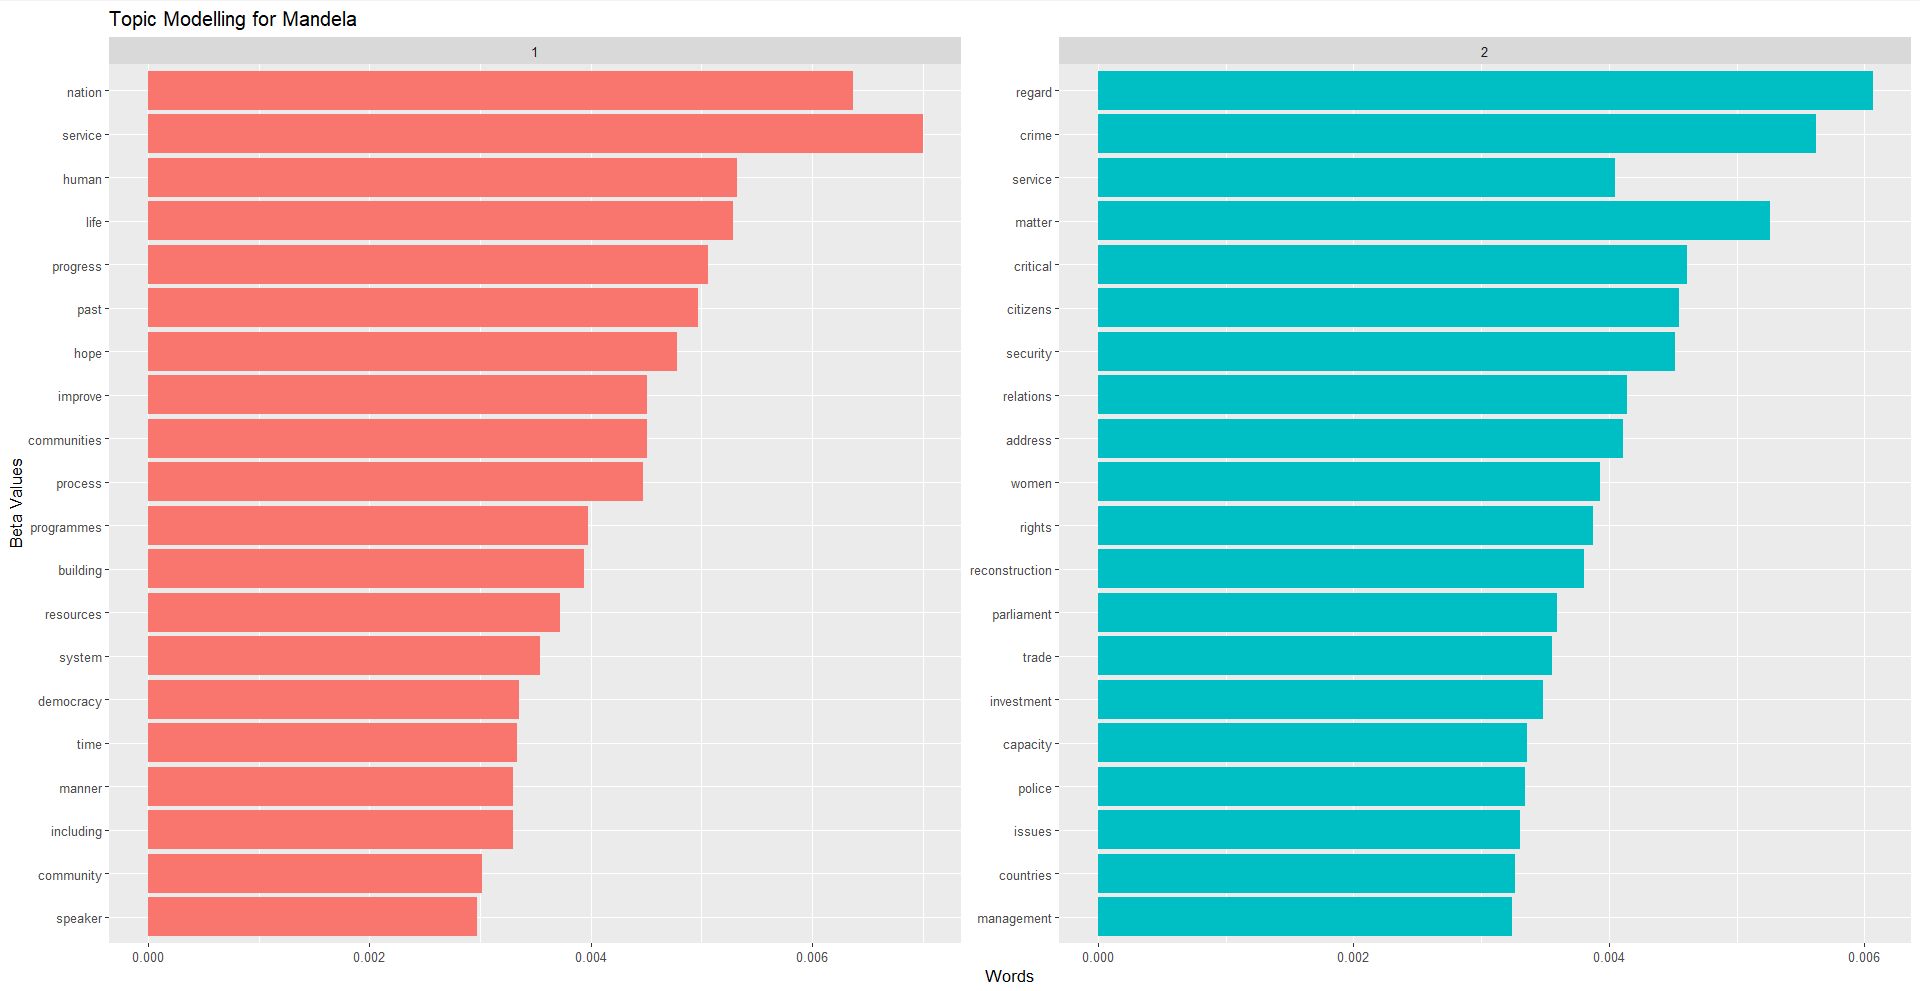 Topic Modelling for Mandela
1
nation
service
human
life
progress
past
hope
improve
communities
process
programmes
building
resources
system
democracy
time
manner
including
community
speaker
0.000
0.002
0.004
0.006
2
regard
crime
service
matter
critical
citizens
security
relations
address
women
rights
reconstruction
parliament
trade
investment
capacity
police
issues
countries
management
0.000
0.002
0.004
0.006
Beta Values
Words